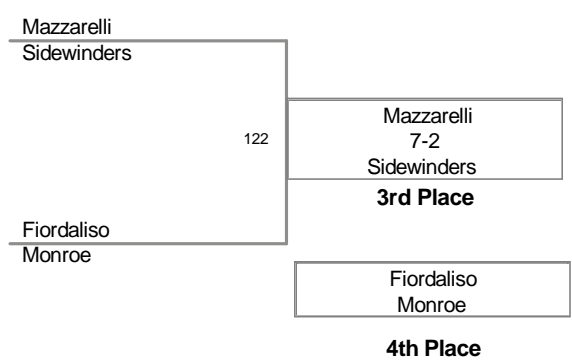 Mazzarelli
Sidewinders
122
Mazzarelli
7-2
Sidewinders
3rd Place
Fiordaliso
Monroe
Fiordaliso
Monroe
4th Place